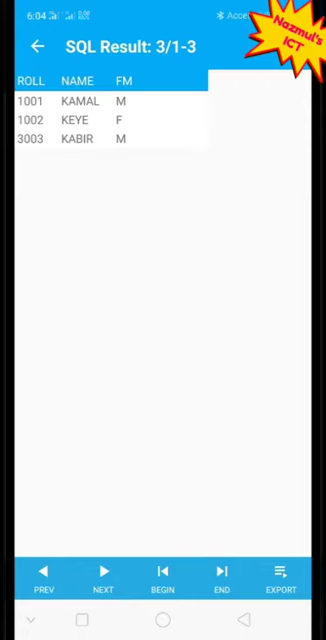 6:04
Acce
Nazmul's
ICT
SQL Result: 3/1-3
ROLL NAME FM
1001 KAMAL M
1002 KEYE F
3003 KABIR M
PREV NEXT BEGIN END EXPORT